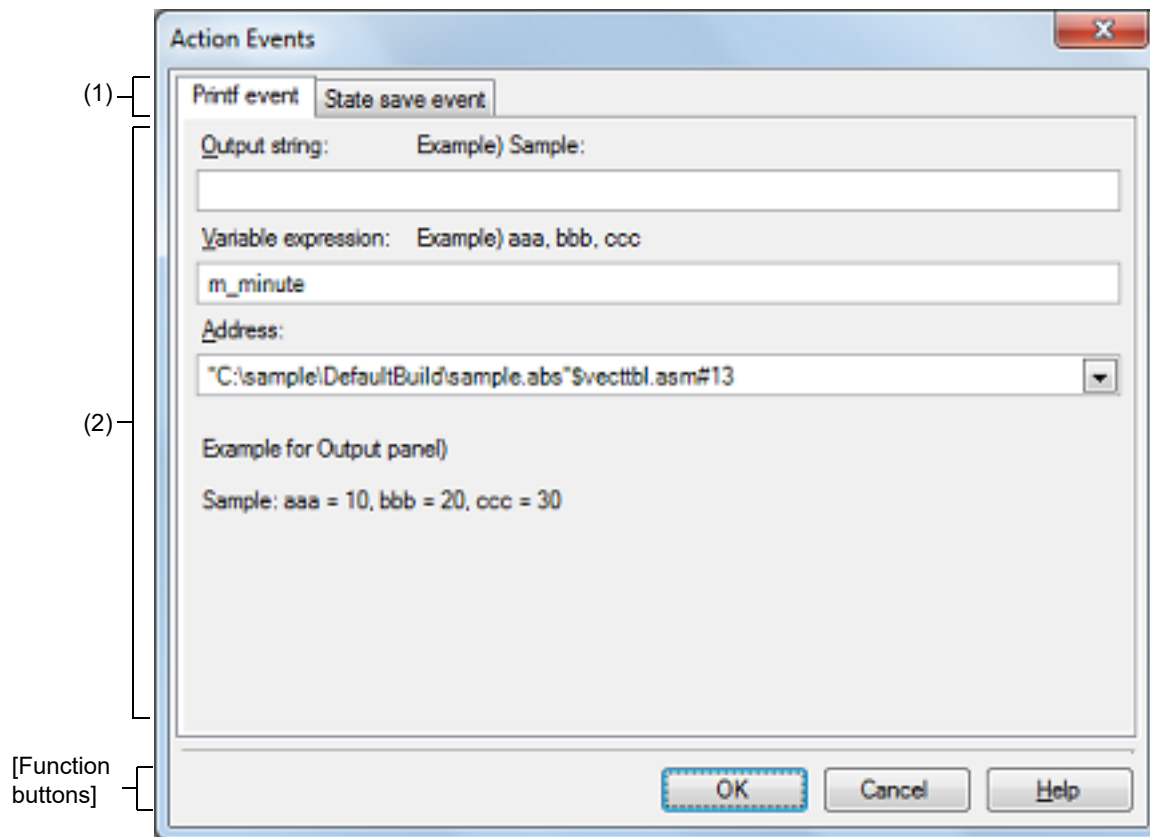 Action Events
(1)
Printf event State save event
Output string: Example) Sample:
Variable expression: Example) aaa, bbb, ccc
m_minute
Address:
"C:\sample\DefaultBuild\sample.abs"$vecttbl.asm#13
(2)
Example for Output panel)
Sample: aaa = 10, bbb = 20, ccc = 30
[Function
buttons]
OK Cancel Help